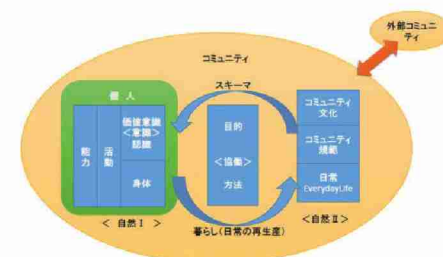 外部コミュニ
ティ
コミュニティ
スキーマ
個人
能力
活動
価値意識
＜意識＞
認識
身体
目的
＜協働＞
方法
コミュニティ
文化
コミュニティ
規範
日常
EverydayLife
＜ 自然Ⅰ ＞
＜自然Ⅱ＞
暮らし(日常の再生産)